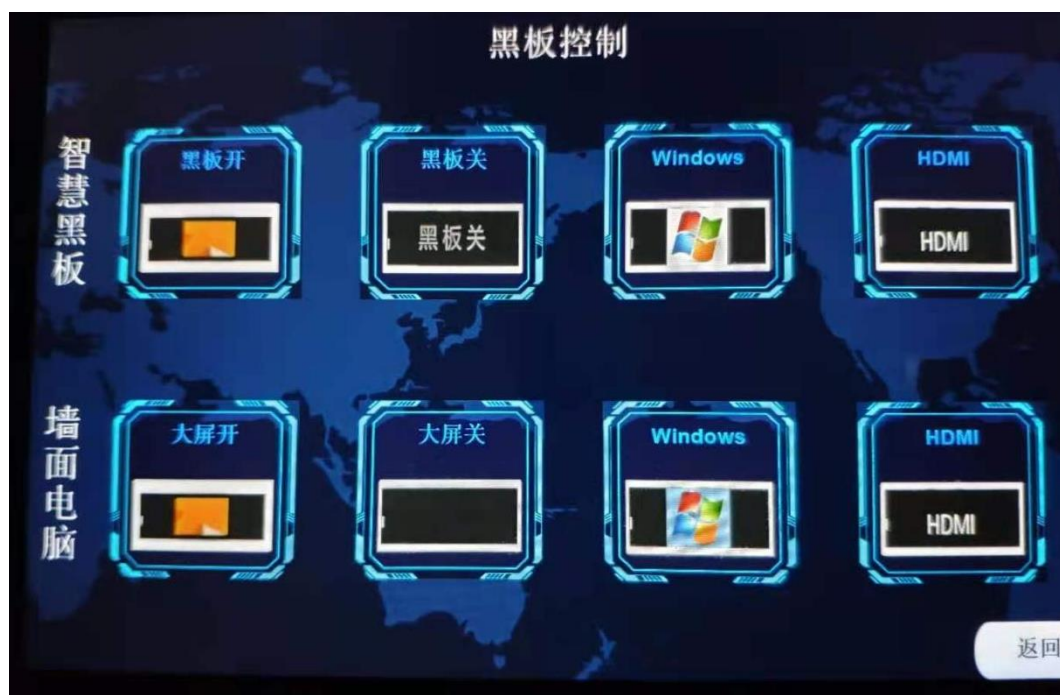 黑板控制
智慧黑板
黑板开
黑板关
Windows
HDMI
黑板关
HDMI
墙面电脑
大屏开
大屏关
Windows
HDMI
HDMI
返回